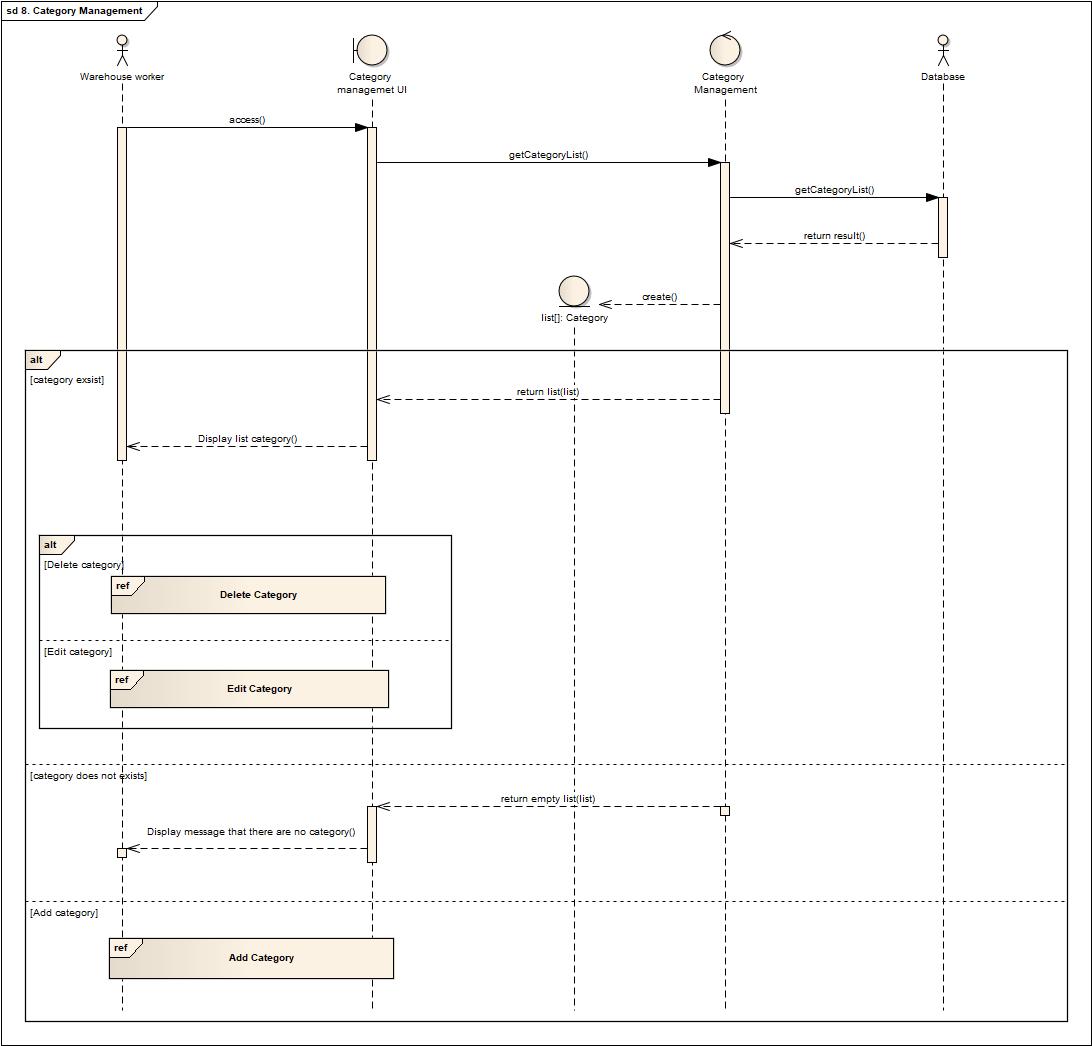 sd 8. Category Management
Warehouse worker
Category
managemet UI
Category
Management
Database
access()
getCategoryList()
getCategoryList()
return result()
create()
list[]: Category
alt
[category exsist]
return list(list)
Display list category()
alt
[Delete category]
ref
Delete Category
[Edit category]
ref
Edit Category
[category does not exists]
return empty list(list)
Display message that there are no category()
[Add category]
ref
Add Category